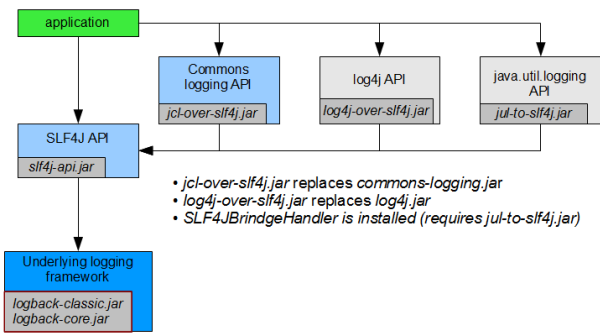 application
Commons
logging API
jcl-over-slf4j.jar
log4j API
log4j-over-slf4j.jar
java.util.logging
API
jul-to-slf4j.jar
SLF4J API
slf4j-api.jar
• jcl-over-slf4j.jar replaces commons-logging.jar
• log4j-over-slf4j.jar replaces log4j.jar
• SLF4JBrindgeHandler is installed (requires jul-to-slf4j.jar)
Underlying logging
framework
logback-classic.jar
logback-core.jar